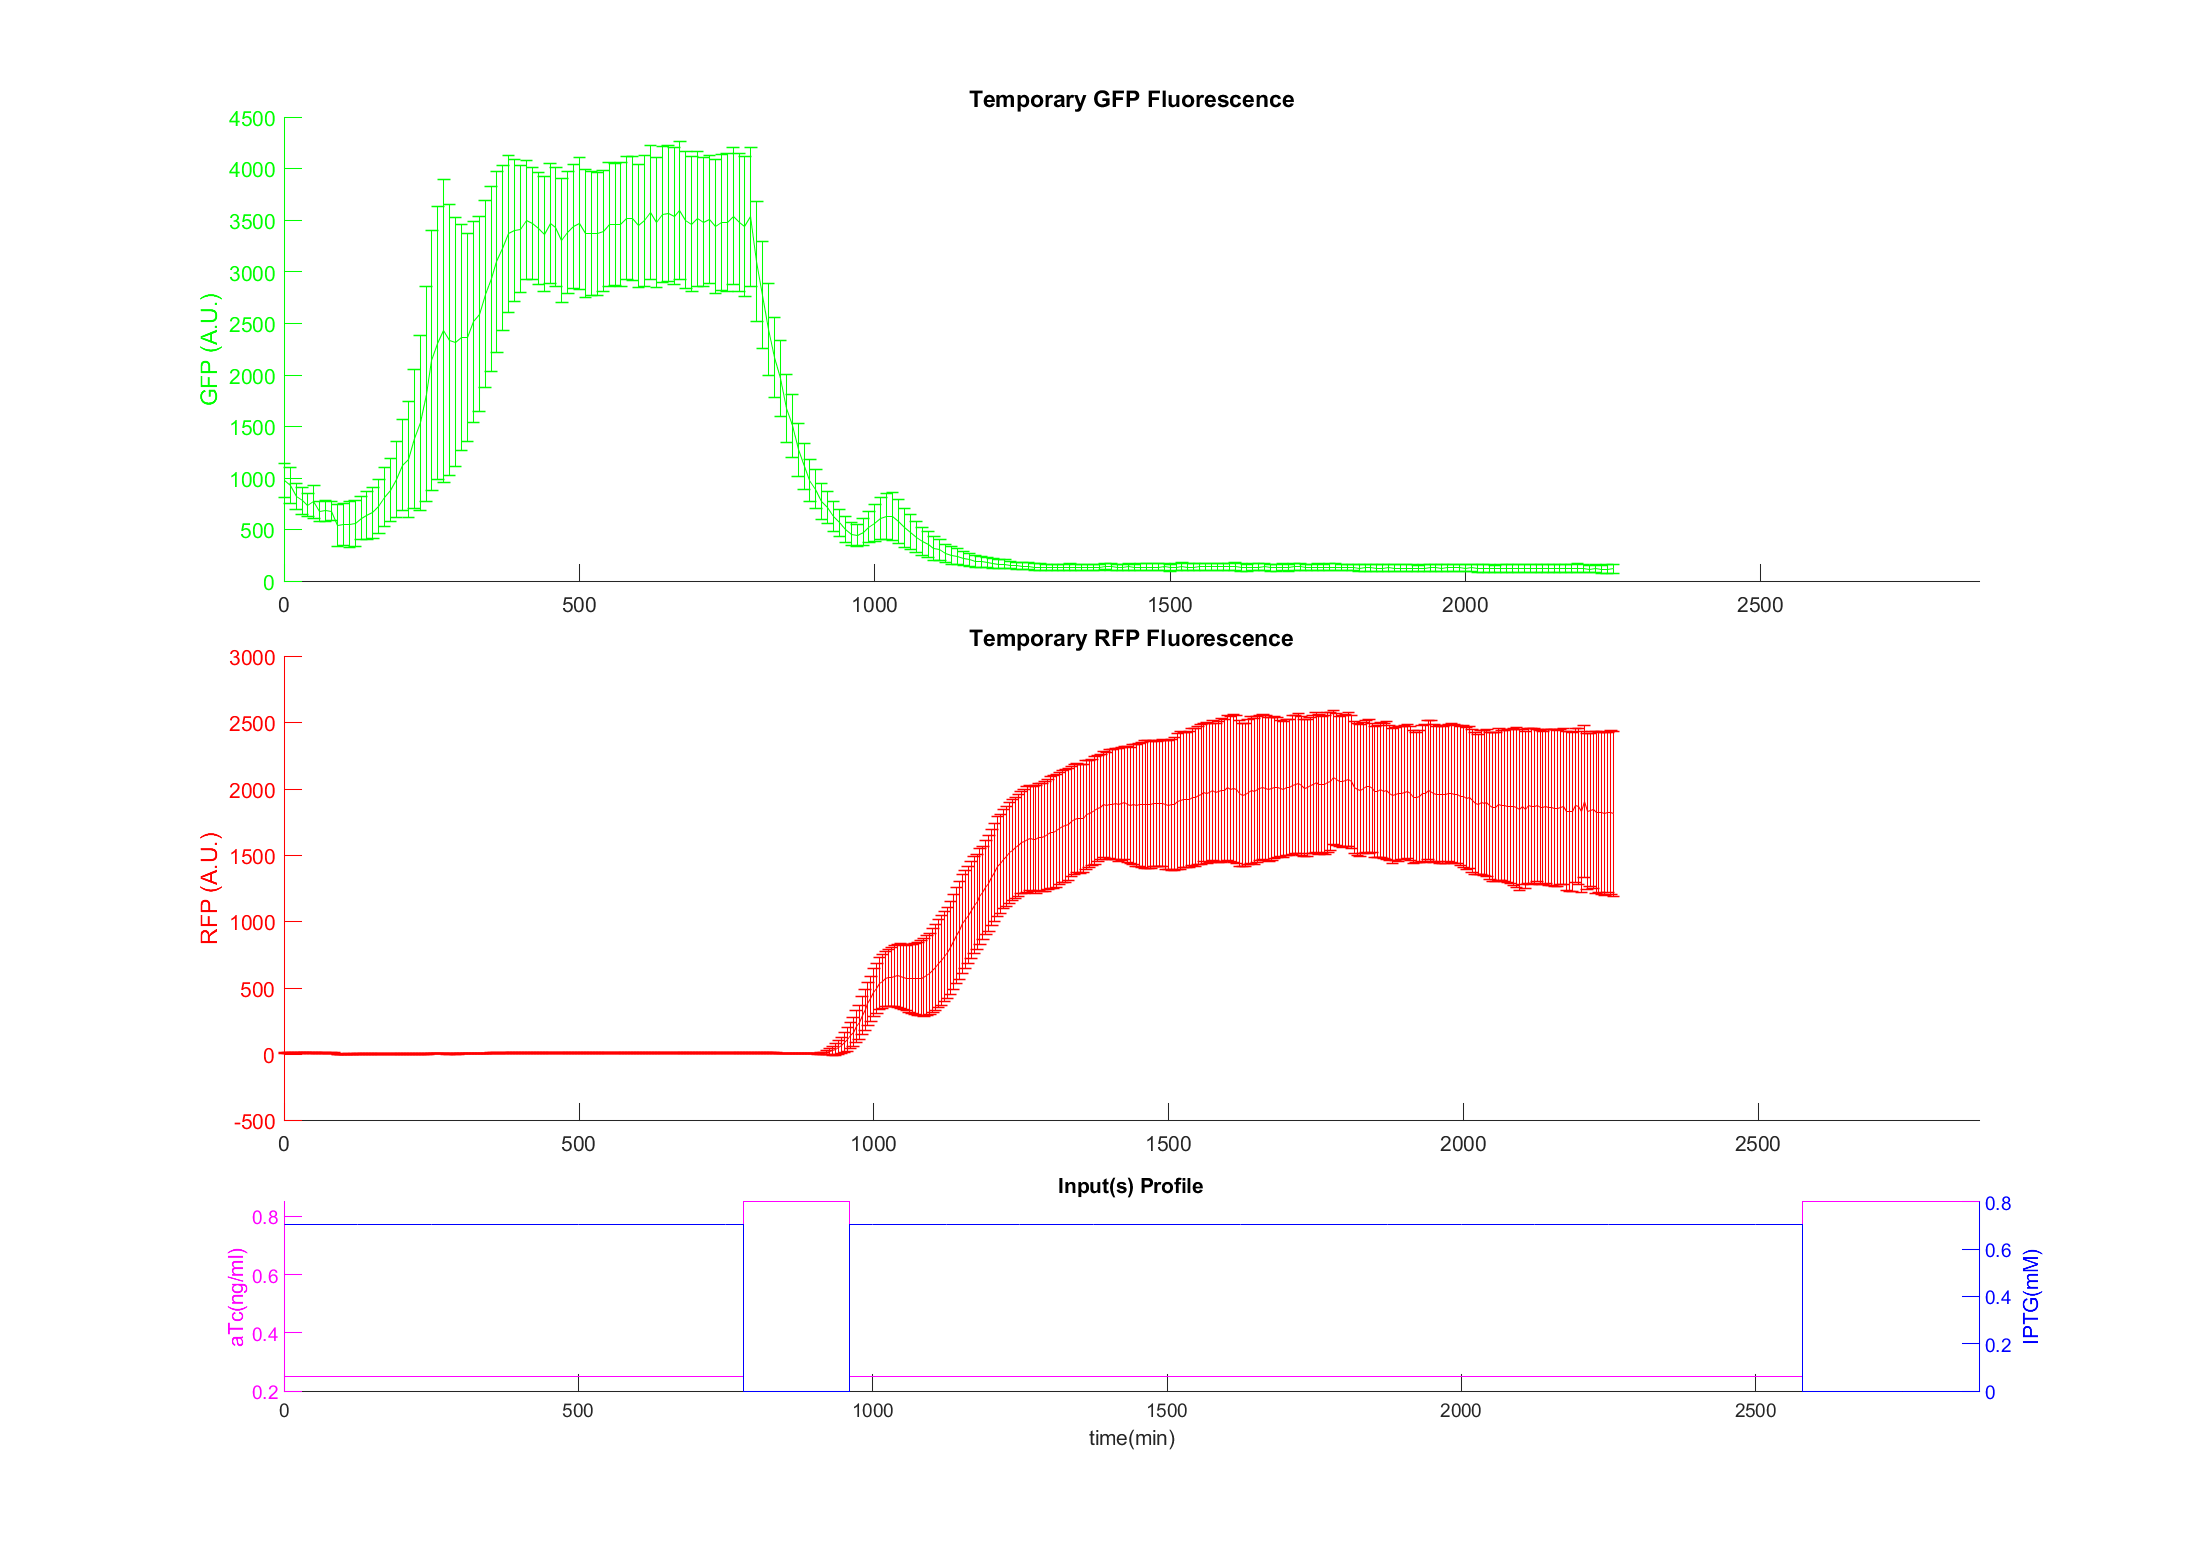 Temporary GFP Fluorescence
4500
4000
3500
3000
2500
2000
1500
1000
500
0
GFP (A.U.)
0 500 1000 1500 2000 2500
Temporary RFP Fluorescence
3000
2500
2000
1500
1000
500
0
-500
RFP (A.U.)
0 500 1000 1500 2000 2500
Input(s) Profile
0.8
0.6
0.4
0.2
aTc(ng/ml)
0.8
0.6
0.4
0.2
0
IPTG(mM)
0 500 1000 1500 2000 2500
time(min)